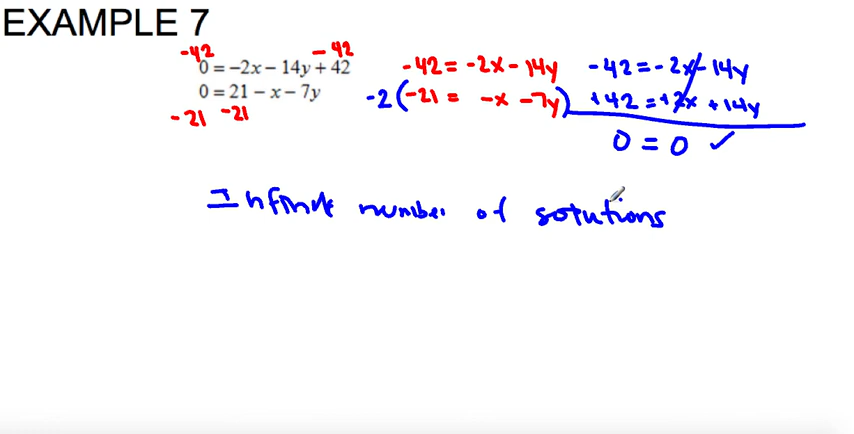 EXAMPLE 7
-42 -42
0 = −2x − 14y + 42
0 = 21 − x − 7y
-21 -21
-42 = -2x - 14y
-2(-21 = -x -7y)
-42 = -2x - 14y
+42 = +2x + 14y
0 = 0 ✓
Infinite number of solutions